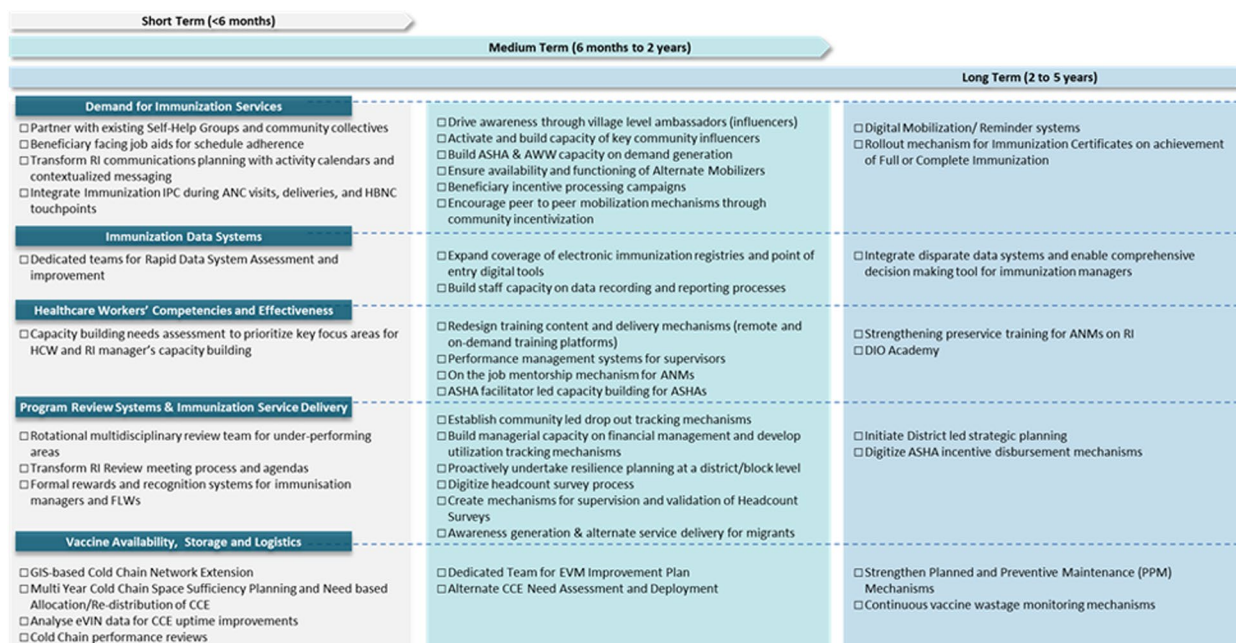 Short Term (<6 months)
Medium Term (6 months to 2 years)
Long Term (2 to 5 years)
Demand for Immunization Services
☐ Partner with existing Self-Help Groups and community collectives
☐ Beneficiary facing job aids for schedule adherence
☐ Transform RI communications planning with activity calendars and
contextualized messaging
☐ Integrate Immunization IPC during ANC visits, deliveries, and HBNC
touchpoints
☐ Drive awareness through village level ambassadors (influencers)
☐ Activate and build capacity of key community influencers
☐ Build ASHA & AWW capacity on demand generation
☐ Ensure availability and functioning of Alternate Mobilizers
☐ Beneficiary incentive processing campaigns
☐ Encourage peer to peer mobilization mechanisms through
community incentivization
☐ Digital Mobilization/ Reminder systems
☐ Rollout mechanism for Immunization Certificates on achievement
of Full or Complete Immunization
Immunization Data Systems
☐ Dedicated teams for Rapid Data System Assessment and
improvement
☐ Expand coverage of electronic immunization registries and point of
entry digital tools
☐ Build staff capacity on data recording and reporting processes
☐ Integrate disparate data systems and enable comprehensive
decision making tool for immunization managers
Healthcare Workers' Competencies and Effectiveness
☐ Capacity building needs assessment to prioritize key focus areas for
HCW and RI manager's capacity building
☐ Redesign training content and delivery mechanisms (remote and
on-demand training platforms)
☐ Performance management systems for supervisors
☐ On the job mentorship mechanism for ANMs
☐ ASHA facilitator led capacity building for ASHAs
☐ Strengthening preservice training for ANMs on RI
☐ DIO Academy
Program Review Systems & Immunization Service Delivery
☐ Rotational multidisciplinary review team for under-performing
areas
☐ Transform RI Review meeting process and agendas
☐ Formal rewards and recognition systems for immunisation
managers and FLWs
☐ Establish community led drop out tracking mechanisms
☐ Build managerial capacity on financial management and develop
utilization tracking mechanisms
☐ Proactively undertake resilience planning at a district/block level
☐ Digitize headcount survey process
☐ Create mechanisms for supervision and validation of Headcount
Surveys
☐ Awareness generation & alternate service delivery for migrants
☐ Initiate District led strategic planning
☐ Digitize ASHA incentive disbursement mechanisms
Vaccine Availability, Storage and Logistics
☐ GIS-based Cold Chain Network Extension
☐ Multi Year Cold Chain Space Sufficiency Planning and Need based
Allocation/Re-distribution of CCE
☐ Analyse eVIN data for CCE uptime improvements
☐ Cold Chain performance reviews
☐ Dedicated Team for EVM Improvement Plan
☐ Alternate CCE Need Assessment and Deployment
☐ Strengthen Planned and Preventive Maintenance (PPM)
Mechanisms
☐ Continuous vaccine wastage monitoring mechanisms